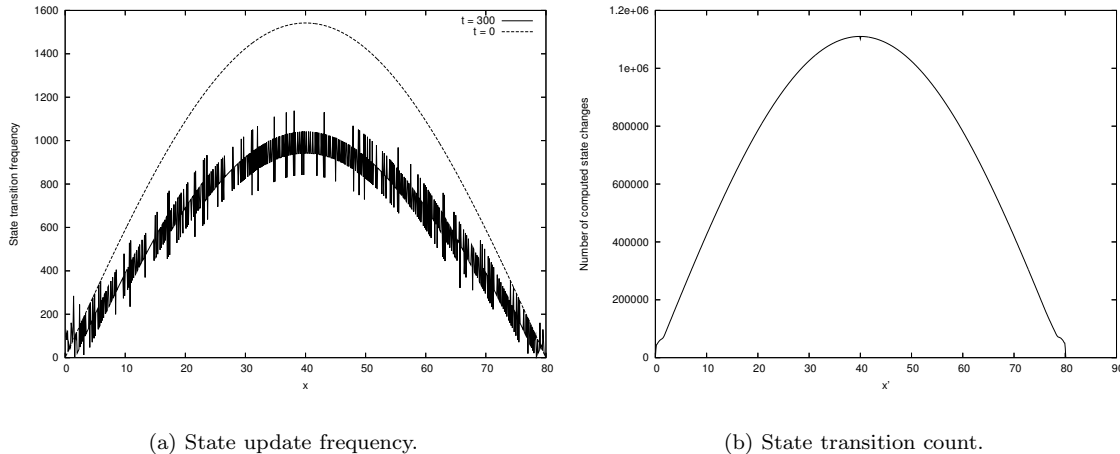 1600
1400
1200
1000
800
600
400
200
0
0 10 20 30 40 50 60 70 80
State transition frequency
x
t = 300
t = 0
1.2e+06
1e+06
800000
600000
400000
200000
0
0 10 20 30 40 50 60 70 80 90
Number of computed state changes
x'
(a) State update frequency.
(b) State transition count.